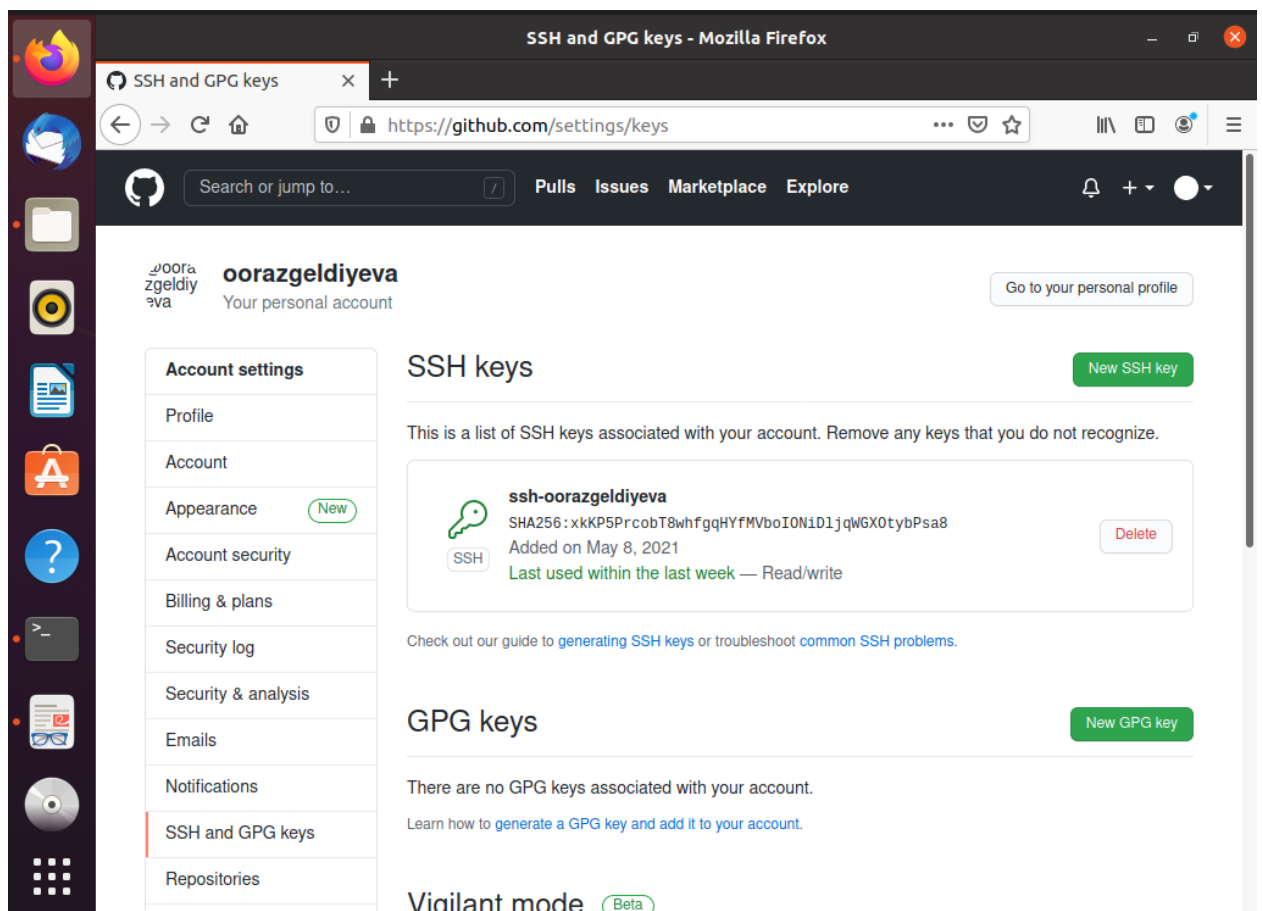 SSH and GPG keys - Mozilla Firefox
SSH and GPG keys
https://github.com/settings/keys
Search or jump to...
/
Pulls Issues Marketplace Explore
oorazgeldiyeva
Your personal account
Go to your personal profile
Account settings
Profile
Account
Appearance New
Account security
Billing & plans
Security log
Security & analysis
Emails
Notifications
SSH and GPG keys
Repositories
SSH keys
New SSH key
This is a list of SSH keys associated with your account. Remove any keys that you do not recognize.
SSH
ssh-oorazgeldiyeva
SHA256:xkKP5PrcobT8whfgqHYfMVboIONiDljqWGXOtybPsa8
Added on May 8, 2021
Last used within the last week — Read/write
Delete
Check out our guide to generating SSH keys or troubleshoot common SSH problems.
GPG keys
New GPG key
There are no GPG keys associated with your account.
Learn how to generate a GPG key and add it to your account.
Vigilant mode Beta